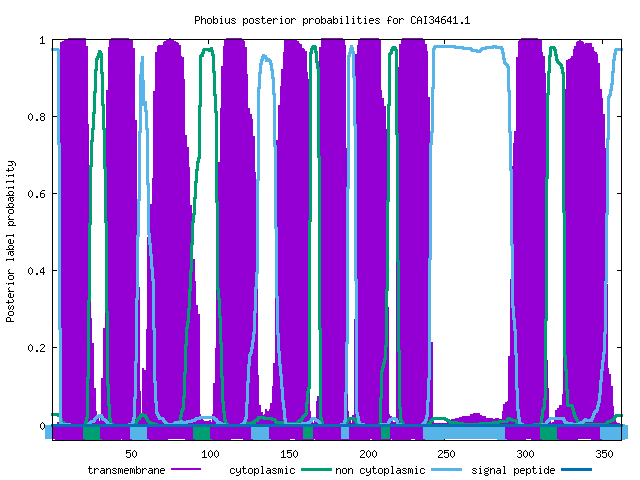 Phobius posterior probabilities for CAI34641.1
1
0.8
0.6
0.4
0.2
0
Posterior label probability
50 100 150 200 250 300 350
transmembrane cytoplasmic non cytoplasmic signal peptide